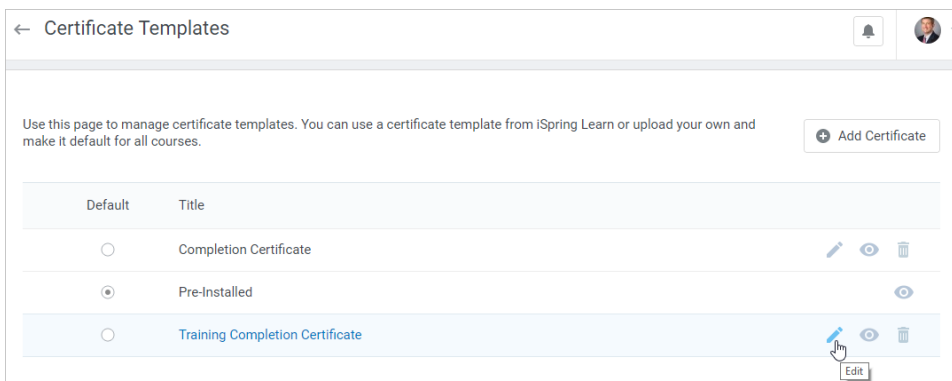 Certificate Templates
Use this page to manage certificate templates. You can use a certificate template from iSpring Learn or upload your own and
make it default for all courses.
Add Certificate
Default Title
Completion Certificate
Pre-Installed
Training Completion Certificate
Edit